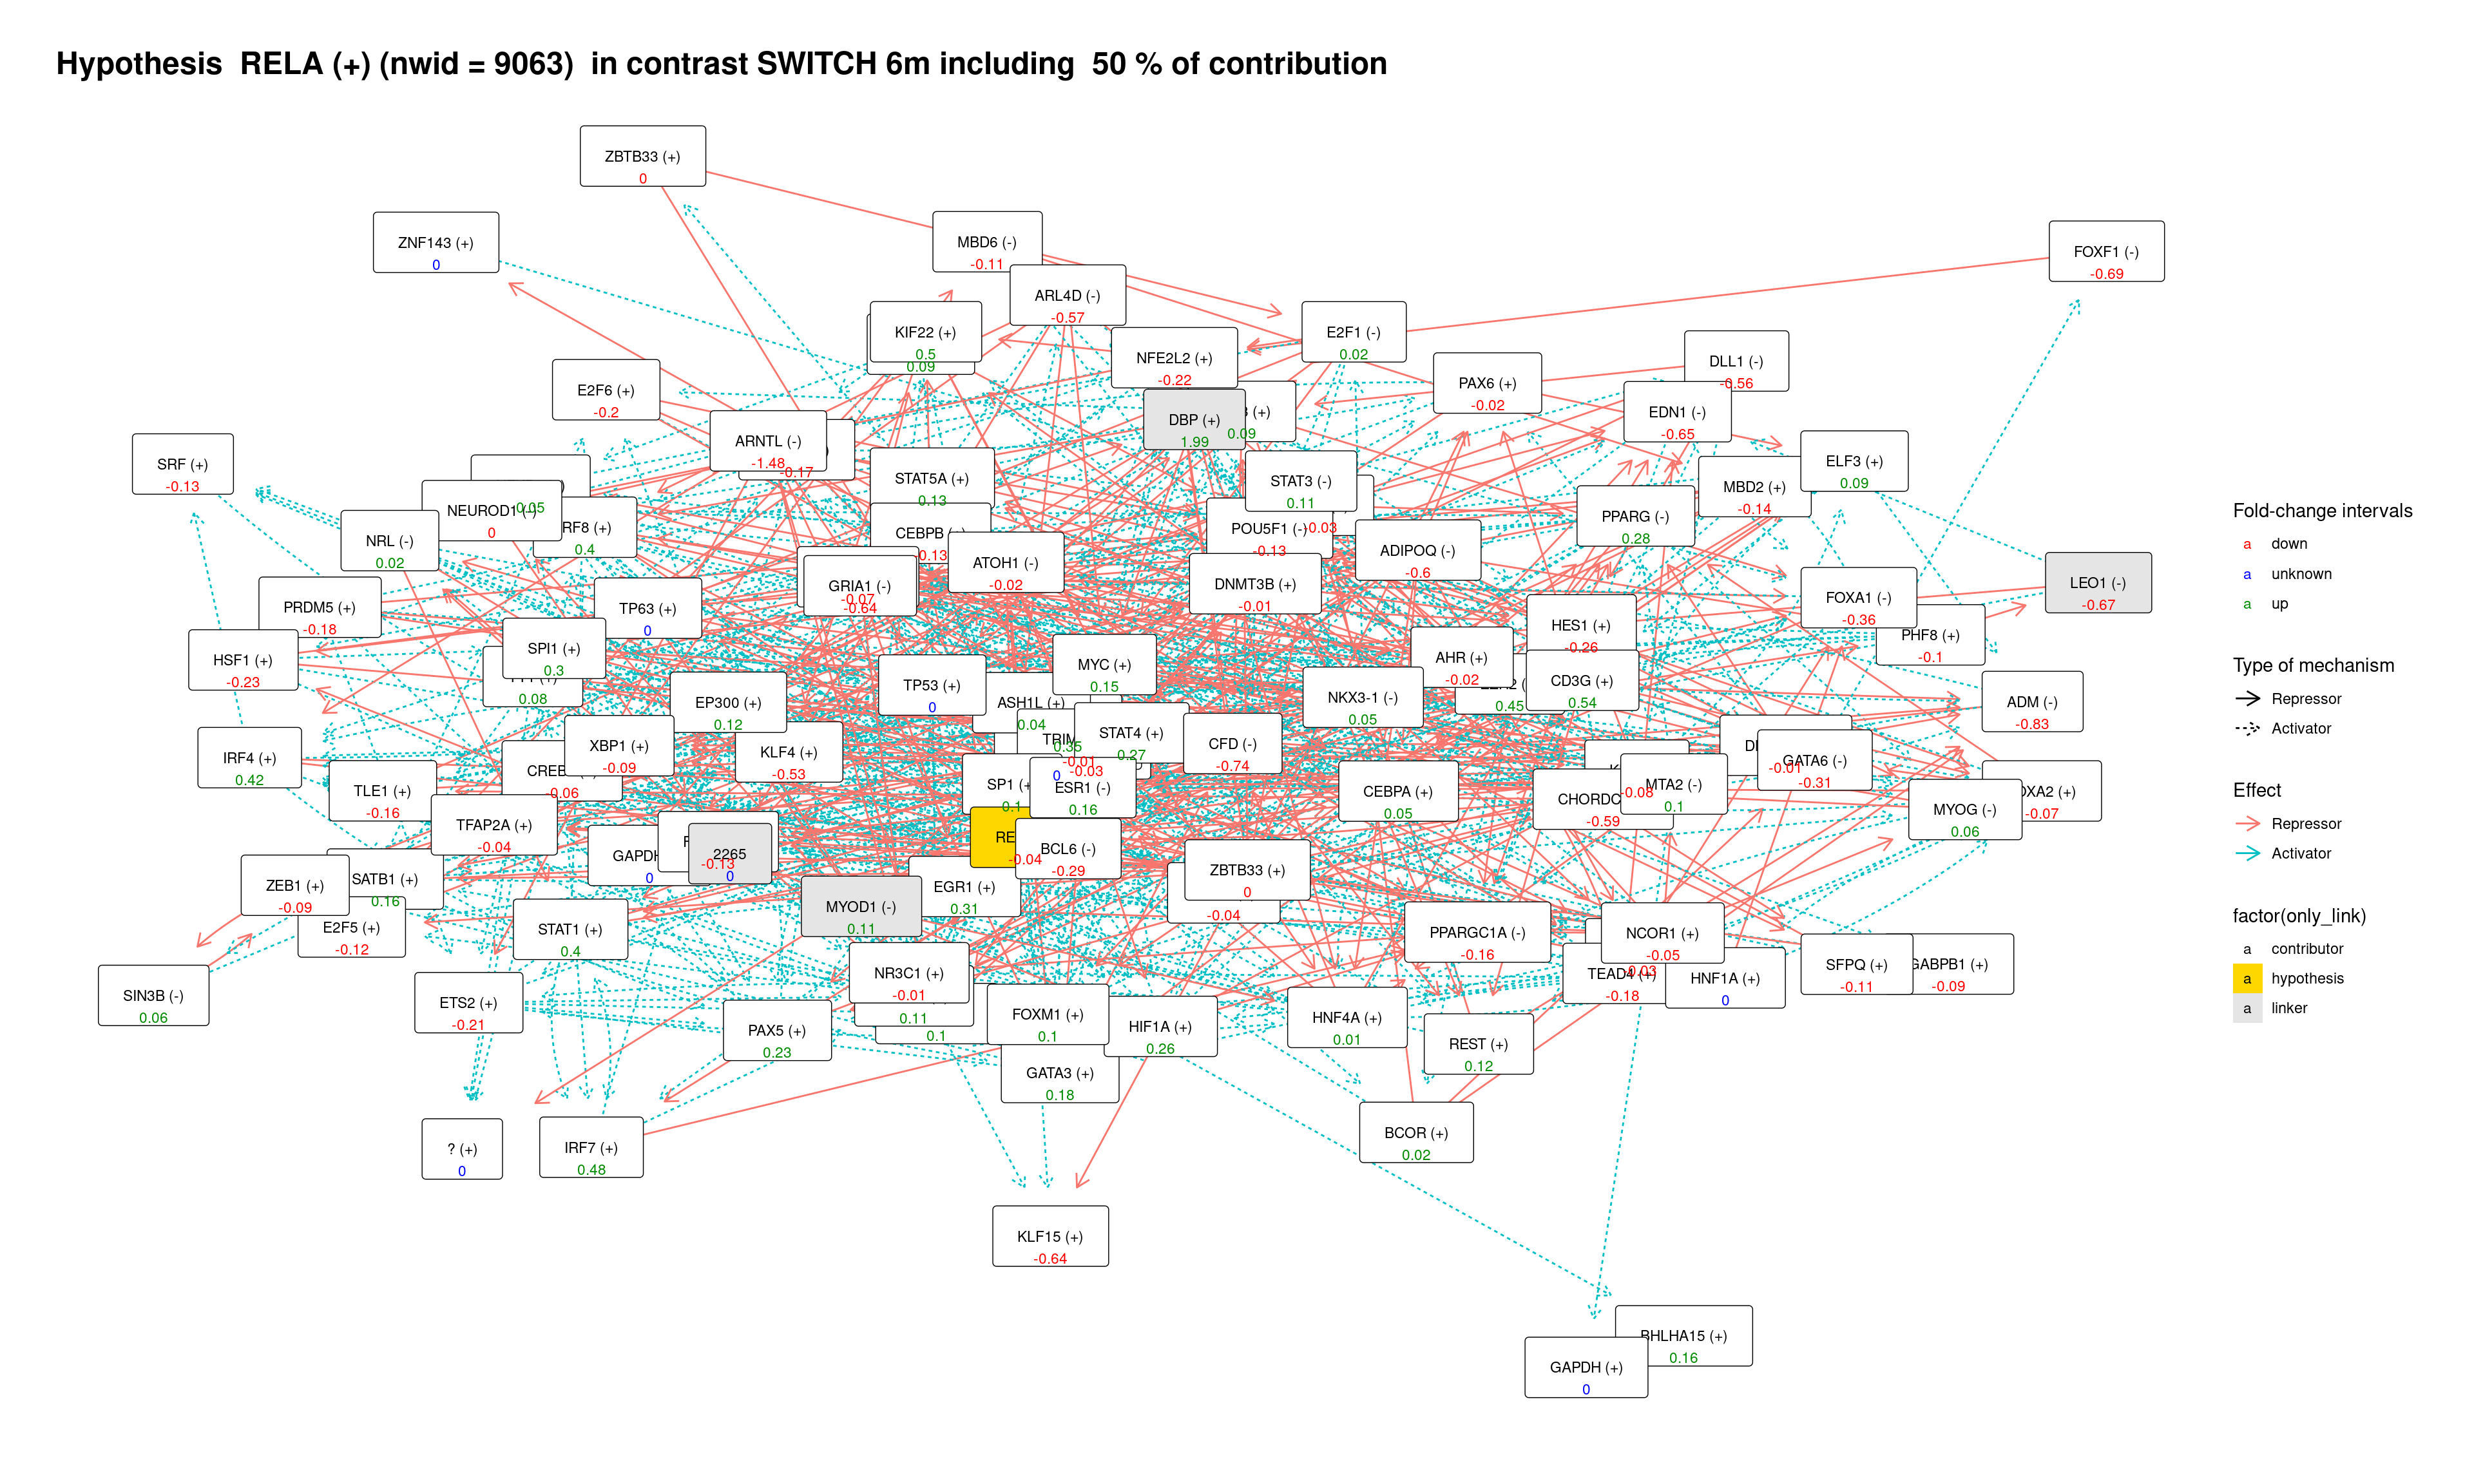 Hypothesis  RELA (+) (nwid = 9063)  in contrast SWITCH 6m including  50 % of contribution
ZBTB33 (+)
0
ZNF143 (+)
0
MBD6 (-)
-0.11
FOXF1 (-)
-0.69
ARL4D (-)
-0.57
KIF22 (+)
0.5
0.09
E2F1 (-)
0.02
NFE2L2 (+)
-0.22
DLL1 (-)
-0.56
E2F6 (+)
-0.2
PAX6 (+)
-0.02
EDN1 (-)
-0.65
DBP (+)
1.99
0.09
ARNTL (-)
-1.48
-0.17
SRF (+)
-0.13
ELF3 (+)
0.09
STAT5A (+)
0.13
STAT3 (-)
0.11
MBD2 (+)
-0.14
NEUROD1 (-)
0
0.05
RF8 (+)
0.4
PPARG (-)
0.28
NRL (-)
0.02
CEBPB (-)
-0.13
POU5F1 (-)
-0.13
-0.03
ADIPOQ (-)
-0.6
ATOH1 (-)
-0.02
GRIA1 (-)
-0.07
-0.64
DNMT3B (+)
-0.01
LEO1 (-)
-0.67
FOXA1 (-)
-0.36
PRDM5 (+)
-0.18
TP63 (+)
0
HES1 (+)
-0.26
PHF8 (+)
-0.1
SPI1 (+)
0.3
0.08
HSF1 (+)
-0.23
MYC (+)
0.15
AHR (+)
-0.02
TP53 (+)
0
CD3G (+)
0.54
0.45
NKX3-1 (-)
0.05
EP300 (+)
0.12
ASH1L (+)
0.04
ADM (-)
-0.83
STAT4 (+)
0.27
TRIM
0.35
-0.01
-0.03
0
CFD (-)
-0.74
XBP1 (+)
-0.09
KLF4 (+)
-0.53
IRF4 (+)
0.42
CREB
-0.06
GATA6 (-)
-0.31
-0.01
TLE1 (-)
-0.16
SP1 (+)
0.1
ESR1 (-)
0.16
CEBPA (+)
0.05
CHORDC
-0.59
MTA2 (-)
0.1
-0.08
OXA2 (+)
-0.07
MYOG (-)
0.06
TFAP2A (+)
-0.04
RE
-0.04
BCL6 (-)
-0.29
GAPDH
0
2265
0
-0.13
ZBTB33 (+)
0
-0.04
ZEB1 (+)
-0.09
SATB1 (+)
0.16
EGR1 (+)
0.31
MYOD1 (-)
0.11
E2F5 (+)
-0.12
STAT1 (+)
0.4
PPARGC1A (-)
-0.16
NCOR1 (+)
-0.05
0.03
TEAD4 (+)
-0.18
HNF1A (+)
0
SFPQ (+)
-0.11
GABPB1 (+)
-0.09
NR3C1 (+)
-0.01
0.11
0.1
SIN3B (-)
0.06
ETS2 (+)
-0.21
FOXM1 (+)
0.1
HIF1A (+)
0.26
HNF4A (+)
0.01
PAX5 (+)
0.23
REST (+)
0.12
GATA3 (+)
0.18
BCOR (+)
0.02
? (+)
0
IRF7 (+)
0.48
KLF15 (+)
-0.64
BHLHA15 (+)
0.16
GAPDH (+)
0
Fold-change intervals
a down
a unknown
a up
Type of mechanism
Repressor
Activator
Effect
Repressor
Activator
factor(only_link)
a contributor
a hypothesis
a linker